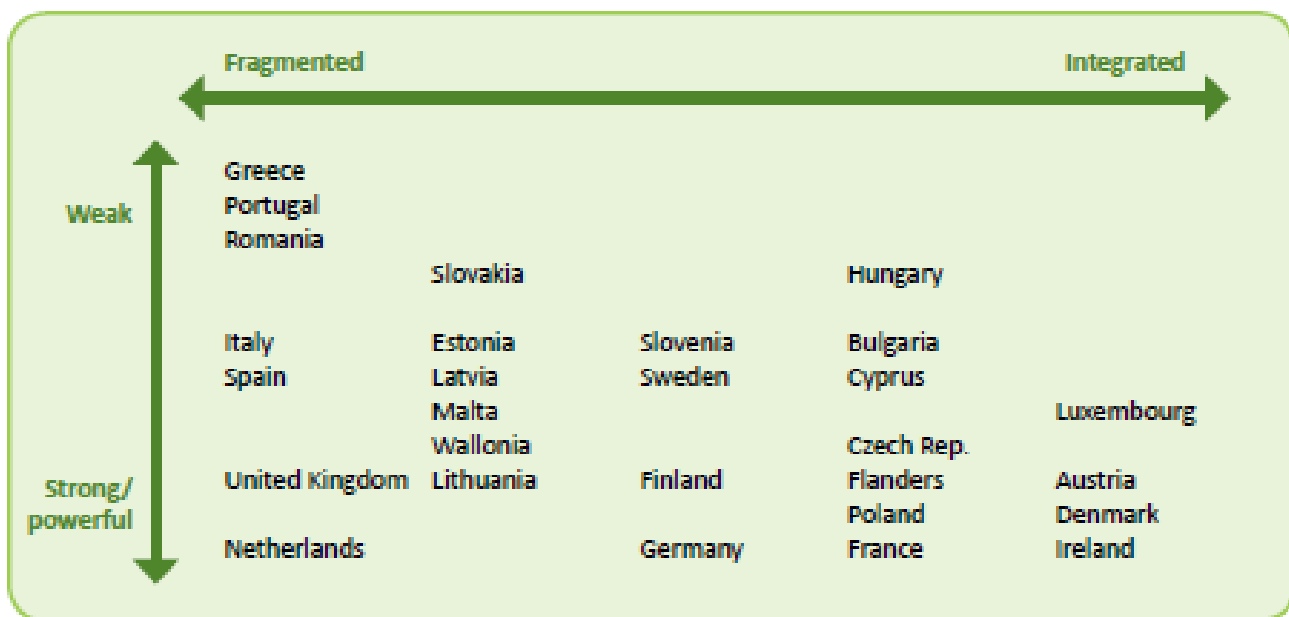 Fragmented Integrated
Greece
Weak Portugal
Romania
Slovakia Hungary
Italy Estonia Slovenia Bulgaria
Spain Latvia Sweden Cyprus
Malta Luxembourg
Wallonia Czech Rep.
United Kingdom Lithuania Finland Flanders Austria
Strong/
powerful Poland Denmark
Netherlands Germany France Ireland